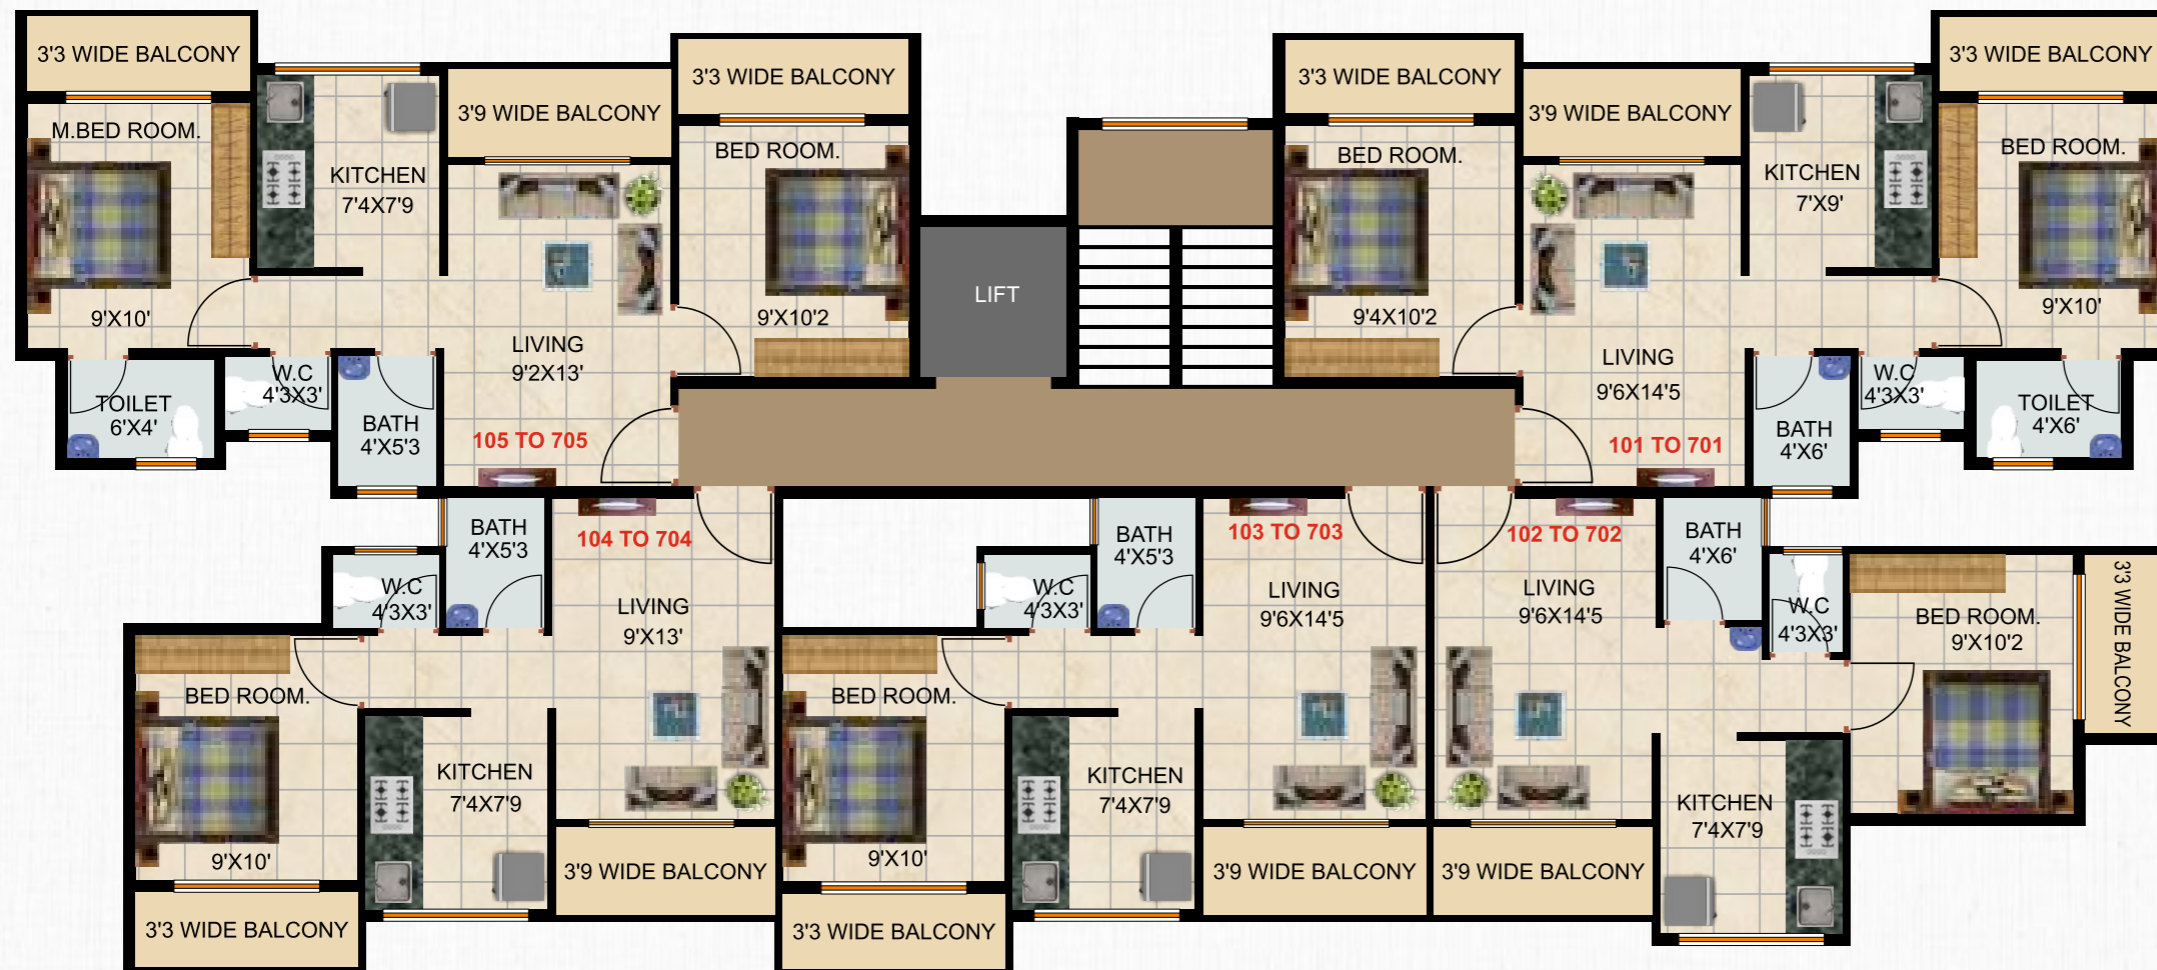 3'3 WIDE BALCONY
3'9 WIDE BALCONY
3'3 WIDE BALCONY
M.BED ROOM.
9'X10'
KITCHEN
7'4X7'9
BED ROOM.
9'X10'2
LIVING
9'2X13'
TOILET
6'X4'
W.C
4'3X3'
BATH
4'X5'3
105 TO 705
LIFT
3'3 WIDE BALCONY
3'9 WIDE BALCONY
3'3 WIDE BALCONY
BED ROOM.
9'4X10'2
KITCHEN
7'X9'
BED ROOM.
9'X10'
LIVING
9'6X14'5
101 TO 701
BATH
4'X6'
W.C
4'3X3'
TOILET
4'X6'
BATH
4'X5'3
104 TO 704
W.C
4'3X3'
LIVING
9'X13'
BED ROOM.
9'X10'
KITCHEN
7'4X7'9
3'9 WIDE BALCONY
3'3 WIDE BALCONY
BATH
4'X5'3
103 TO 703
W.C
4'3X3'
LIVING
9'6X14'5
BED ROOM.
9'X10'
KITCHEN
7'4X7'9
3'9 WIDE BALCONY
3'3 WIDE BALCONY
102 TO 702
BATH
4'X6'
LIVING
9'6X14'5
W.C
4'3X3'
BED ROOM.
9'X10'2
3'3 WIDE BALCONY
KITCHEN
7'4X7'9
3'9 WIDE BALCONY